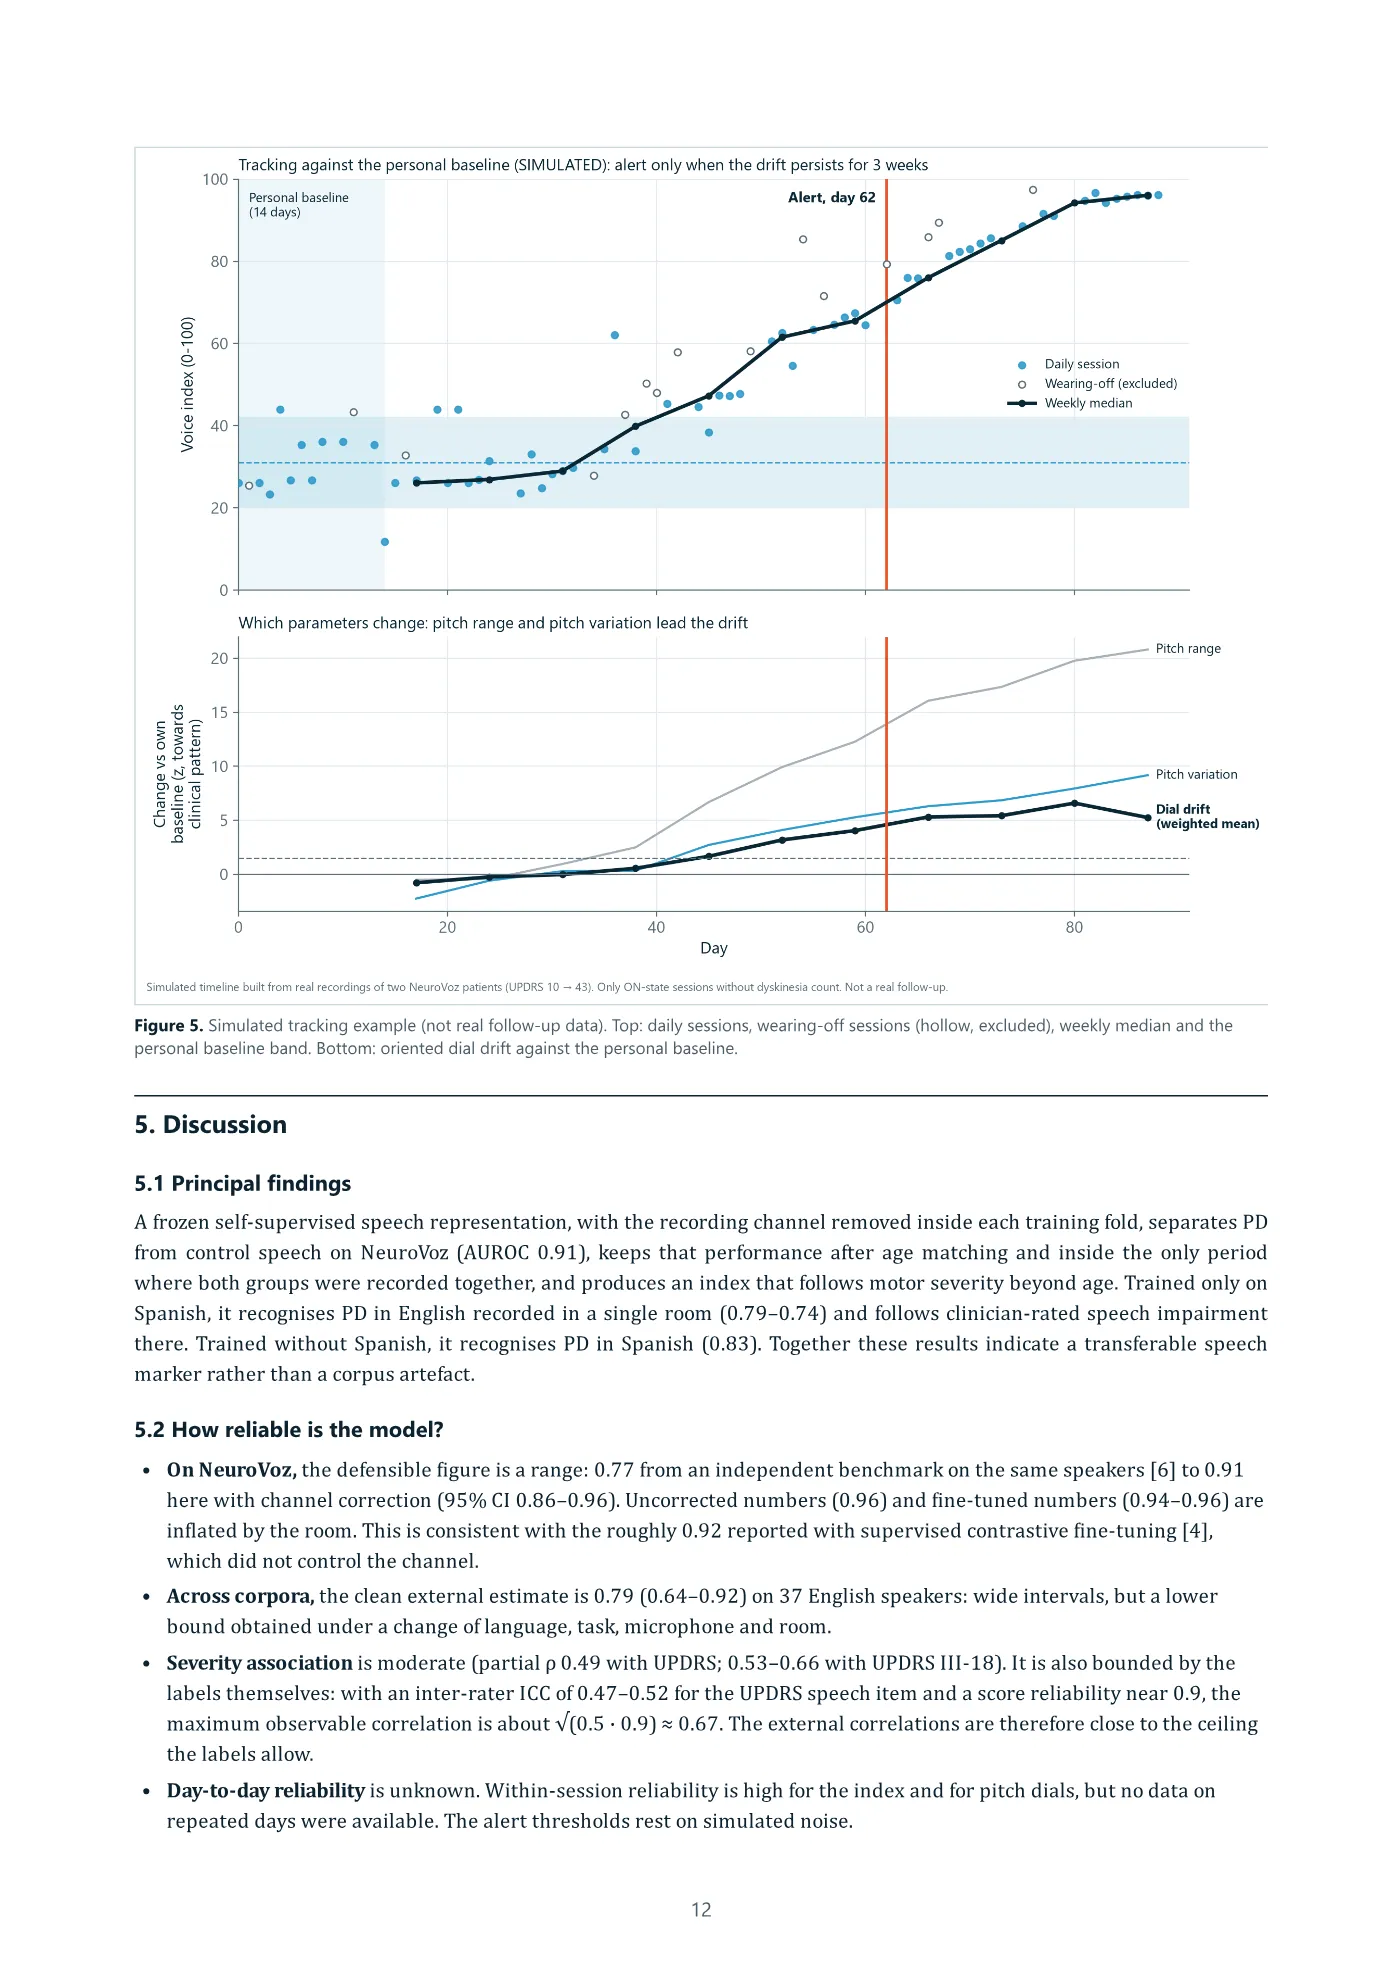 Tracking against the personal baseline (SIMULATED): alert only when the drift persists for 3 weeks
100
80
60
40
20
0
Voice index (0-100)
Personal baseline
(14 days)
Alert, day 62
Daily session
Wearing-off (excluded)
Weekly median
Which parameters change: pitch range and pitch variation lead the drift
20
15
10
5
0
Change vs own
baseline (z, towards
clinical pattern)
Pitch range
Pitch variation
Dial drift
(weighted mean)
0 20 40 60 80
Day
Simulated timeline built from real recordings of two NeuroVoz patients (UPDRS 10 → 43). Only ON-state sessions without dyskinesia count. Not a real follow-up.
Figure 5. Simulated tracking example (not real follow-up data). Top: daily sessions, wearing-off sessions (hollow, excluded), weekly median and the
personal baseline band. Bottom: oriented dial drift against the personal baseline.
5. Discussion
5.1 Principal findings
A frozen self-supervised speech representation, with the recording channel removed inside each training fold, separates PD
from control speech on NeuroVoz (AUROC 0.91), keeps that performance after age matching and inside the only period
where both groups were recorded together, and produces an index that follows motor severity beyond age. Trained only on
Spanish, it recognises PD in English recorded in a single room (0.79–0.74) and follows clinician-rated speech impairment
there. Trained without Spanish, it recognises PD in Spanish (0.83). Together these results indicate a transferable speech
marker rather than a corpus artefact.
5.2 How reliable is the model?
• On NeuroVoz, the defensible figure is a range: 0.77 from an independent benchmark on the same speakers [6] to 0.91
here with channel correction (95% CI 0.86–0.96). Uncorrected numbers (0.96) and fine-tuned numbers (0.94–0.96) are
inflated by the room. This is consistent with the roughly 0.92 reported with supervised contrastive fine-tuning [4],
which did not control the channel.
• Across corpora, the clean external estimate is 0.79 (0.64–0.92) on 37 English speakers: wide intervals, but a lower
bound obtained under a change of language, task, microphone and room.
• Severity association is moderate (partial ρ 0.49 with UPDRS; 0.53–0.66 with UPDRS III-18). It is also bounded by the
labels themselves: with an inter-rater ICC of 0.47–0.52 for the UPDRS speech item and a score reliability near 0.9, the
maximum observable correlation is about √(0.5 · 0.9) ≈ 0.67. The external correlations are therefore close to the ceiling
the labels allow.
• Day-to-day reliability is unknown. Within-session reliability is high for the index and for pitch dials, but no data on
repeated days were available. The alert thresholds rest on simulated noise.
12